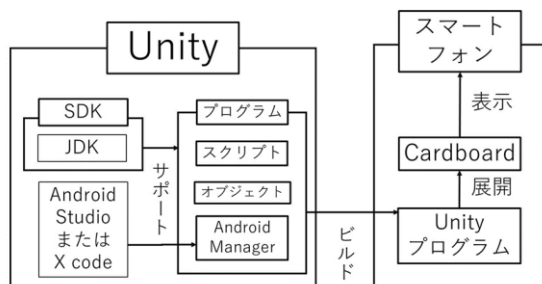 Unity
SDK
JDK
Android
Studio
または
X code
サポート
プログラム
スクリプト
オブジェクト
Android
Manager
ビルド
スマート
フォン
表示
Cardboard
展開
Unity
プログラム